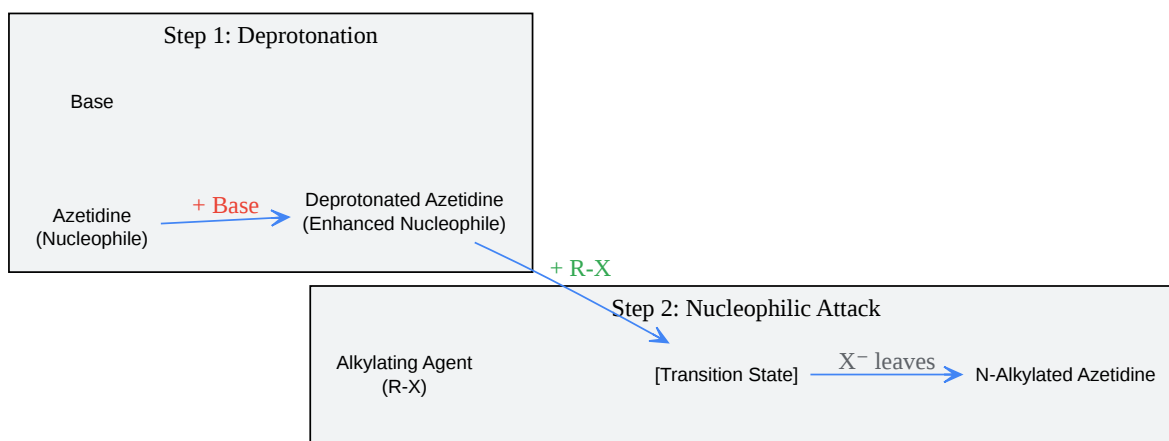 Step 1: Deprotonation
Base
Azetidine
(Nucleophile)
+ Base
Deprotonated Azetidine
(Enhanced Nucleophile)
+ R-X
Step 2: Nucleophilic Attack
Alkylating Agent
(R-X)
[Transition State]
X⁻ leaves
N-Alkylated Azetidine